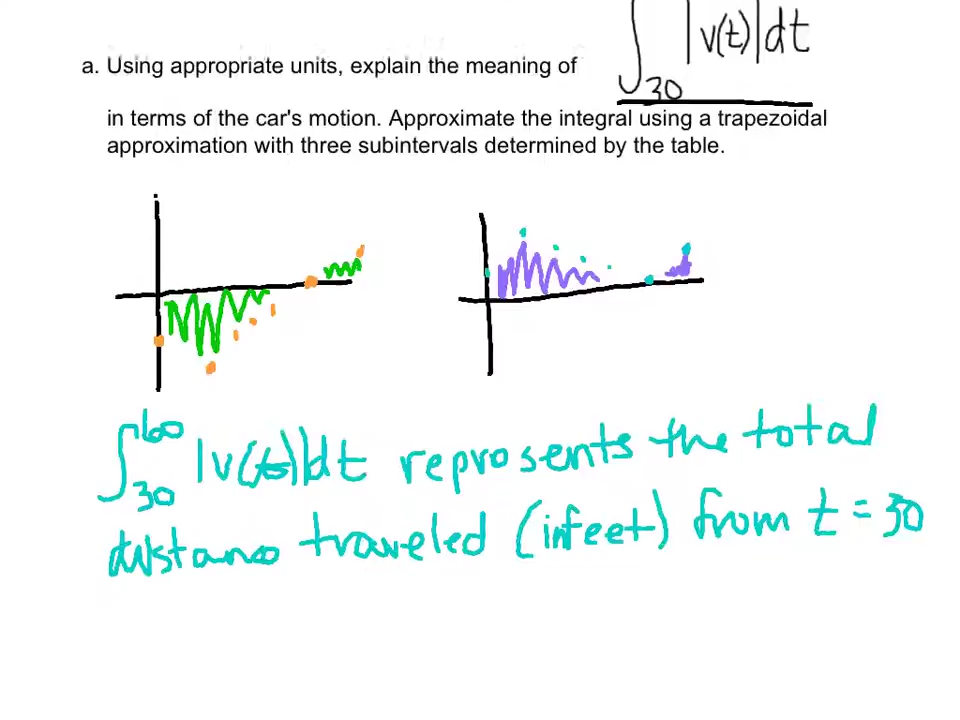 a. Using appropriate units, explain the meaning of ∫30 |v(t)|dt
in terms of the car's motion. Approximate the integral using a trapezoidal
approximation with three subintervals determined by the table.
∫30^60 |v(t)|dt represents the total
distance traveled (in feet) from t = 30